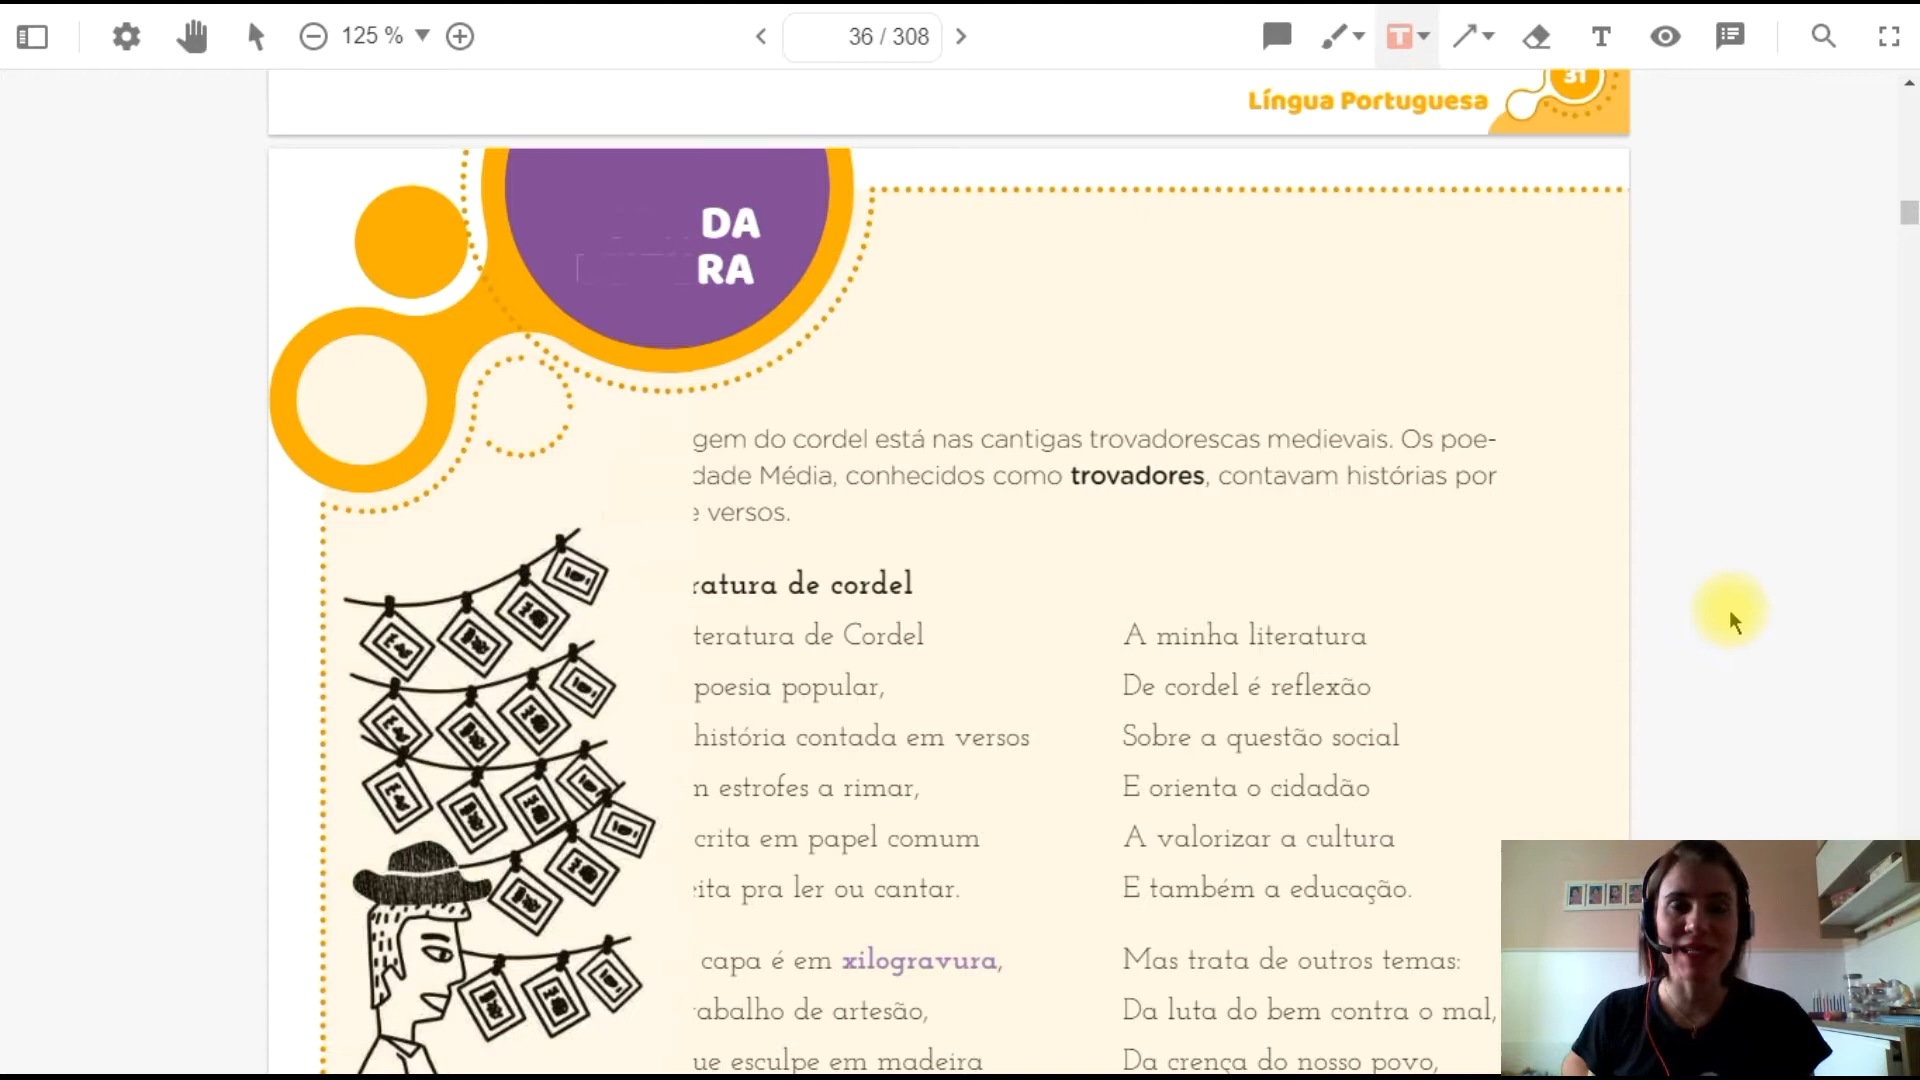 125 %
36 / 308
31
Língua Portuguesa
DA
RA
gem do cordel está nas cantigas trovadorescas medievais. Os poe-
dade Média, conhecidos como trovadores, contavam histórias por
e versos.
ratura de cordel
teratura de Cordel
poesia popular,
história contada em versos
n estrofes a rimar,
crita em papel comum
eita pra ler ou cantar.
capa é em xilogravura,
rabalho de artesão,
ue esculpe em madeira
A minha literatura
De cordel é reflexão
Sobre a questão social
E orienta o cidadão
A valorizar a cultura
E também a educação.
Mas trata de outros temas:
Da luta do bem contra o mal,
Da crença do nosso povo,